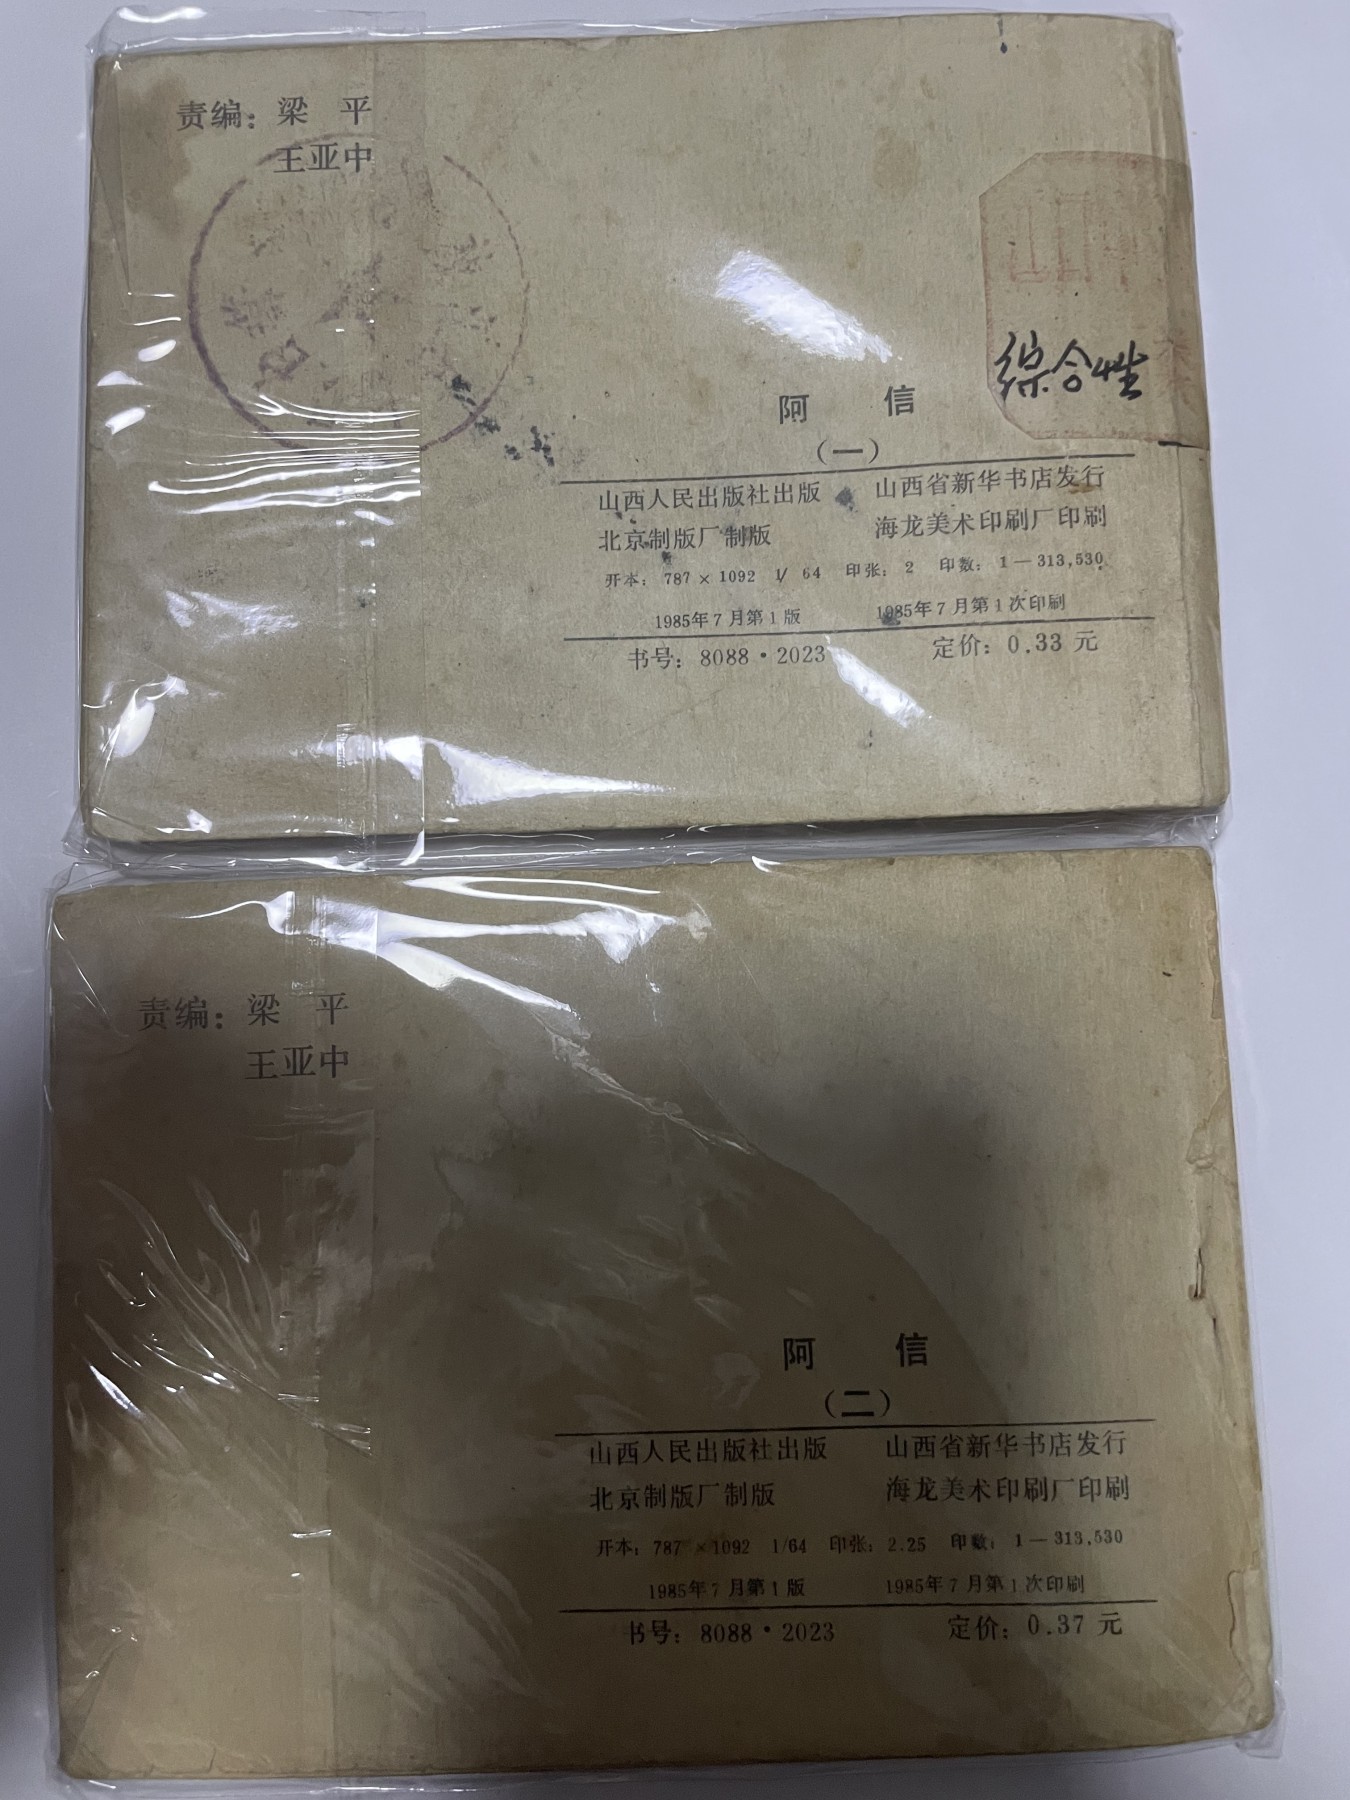 责编：梁 平
王亚中
综合性
阿 信
（一）
山西人民出版社出版 山西省新华书店发行
北京制版厂制版 海龙美术印刷厂印刷
开本：787×1092 1/64 印张：2 印数：1—313,530
1985年7月第1版 1985年7月第1次印刷
书号：8088·2023 定价：0.33 元
责编：梁 平
王亚中
阿 信
（二）
山西人民出版社出版 山西省新华书店发行
北京制版厂制版 海龙美术印刷厂印刷
开本：787×1092 1/64 印张：2.25 印数：1—313,530
1985年7月第1版 1985年7月第1次印刷
书号：8088·2023 定价：0.37 元